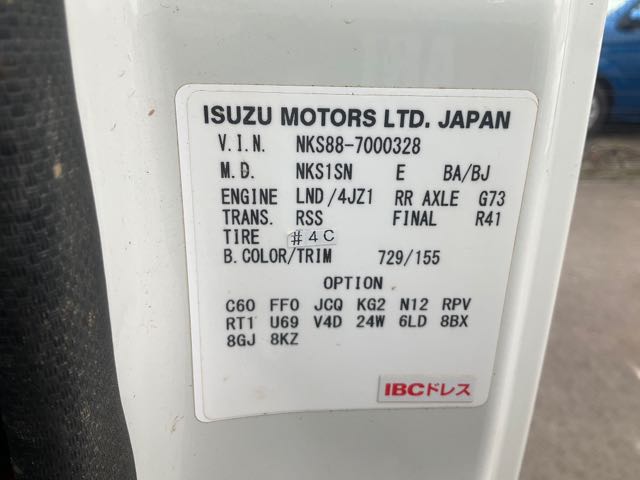 ISUZU MOTORS LTD. JAPAN
V.I.N. NKS88-7000328
M.D. NKS1SN E BA/BJ
ENGINE LND/4JZ1 RR AXLE G73
TRANS. RSS FINAL R41
TIRE #4C
B.COLOR/TRIM 729/155
OPTION
C60 FF0 JCQ KG2 N12 RPV
RT1 U69 V4D 24W 6LD 8BX
8GJ 8KZ
IBCドレス